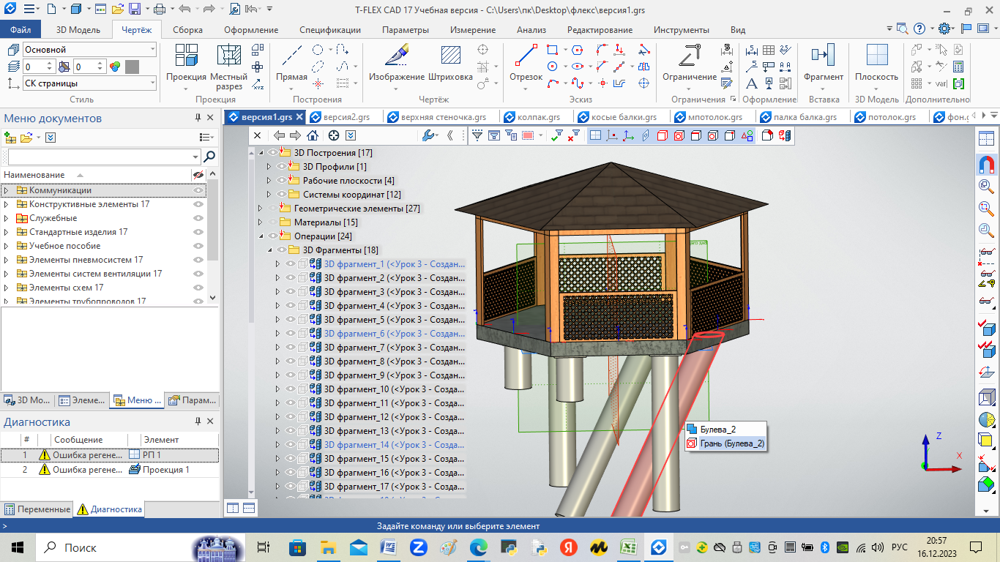 T-FLEX CAD 17 Учебная версия - C:\Users\пк\Desktop\флекс\версия1.grs
Файл
3D Модель
Чертёж
Сборка
Оформление
Спецификации
Параметры
Измерение
Анализ
Редактирование
Инструменты
Вид
Основной
0
0
СК страницы
Стиль
Проекция
Местный разрез
Проекция
Прямая
Построения
Изображение
Штриховка
Чертёж
Отрезок
Эскиз
Ограничение
Ограничения
Оформление
Фрагмент
Вставка
Плоскость
3D Модель
var
Дополнительно
Меню документов
версия1.grs
версия2.grs
верхняя стеночка.grs
колпак.grs
косые балки.grs
мпотолок.grs
палка балка.grs
потолок.grs
фон.
Наименование
Коммуникации
Конструктивные элементы 17
Служебные
Стандартные изделия 17
Учебное пособие
Элементы пневмосистем 17
Элементы систем вентиляции 17
Элементы схем 17
Элементы трубопроводов 17
3D Мо...
Элеме...
Меню ...
Парам...
Диагностика
# Сообщение Элемент
1 Ошибка регене... РП 1
2 Ошибка регене... Проекция 1
Переменные
Диагностика
3D Построения [17]
3D Профили [1]
Рабочие плоскости [4]
Системы координат [12]
Геометрические элементы [27]
Материалы [15]
Операции [24]
3D Фрагменты [18]
3D фрагмент_1 (<Урок 3 - Создан...
3D фрагмент_2 (<Урок 3 - Создан...
3D фрагмент_3 (<Урок 3 - Создан...
3D фрагмент_4 (<Урок 3 - Создан...
3D фрагмент_5 (<Урок 3 - Создан...
3D фрагмент_6 (<Урок 3 - Создан...
3D фрагмент_7 (<Урок 3 - Создан...
3D фрагмент_8 (<Урок 3 - Создан...
3D фрагмент_9 (<Урок 3 - Создан...
3D фрагмент_10 (<Урок 3 - Созда...
3D фрагмент_11 (<Урок 3 - Созда...
3D фрагмент_12 (<Урок 3 - Созда...
3D фрагмент_13 (<Урок 3 - Созда...
3D фрагмент_14 (<Урок 3 - Созда...
3D фрагмент_15 (<Урок 3 - Созда...
3D фрагмент_16 (<Урок 3 - Созда...
3D фрагмент_17 (<Урок 3 - Созда...
Булева_2
Грань (Булева_2)
Z
X
>
Задайте команду или выберите элемент
Поиск
РУС
20:57
16.12.2023